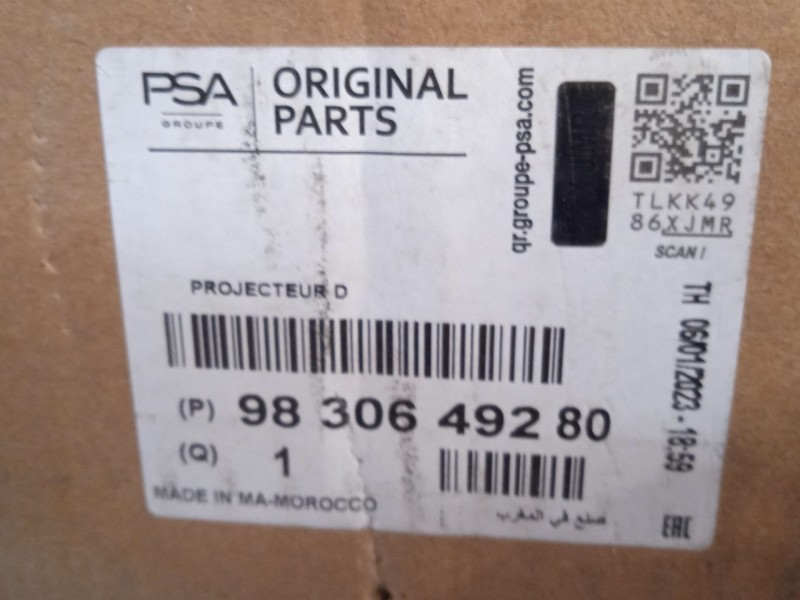 PSA
GROUPE
ORIGINAL
PARTS
qr.groupe-psa.com
TLKK49
86XJMR
SCAN!
PROJECTEUR D
(P) 98 306 492 80
(Q) 1
MADE IN MA-MOROCCO
صنع في المغرب
TH 06/01/2023 - 18:59
EAC